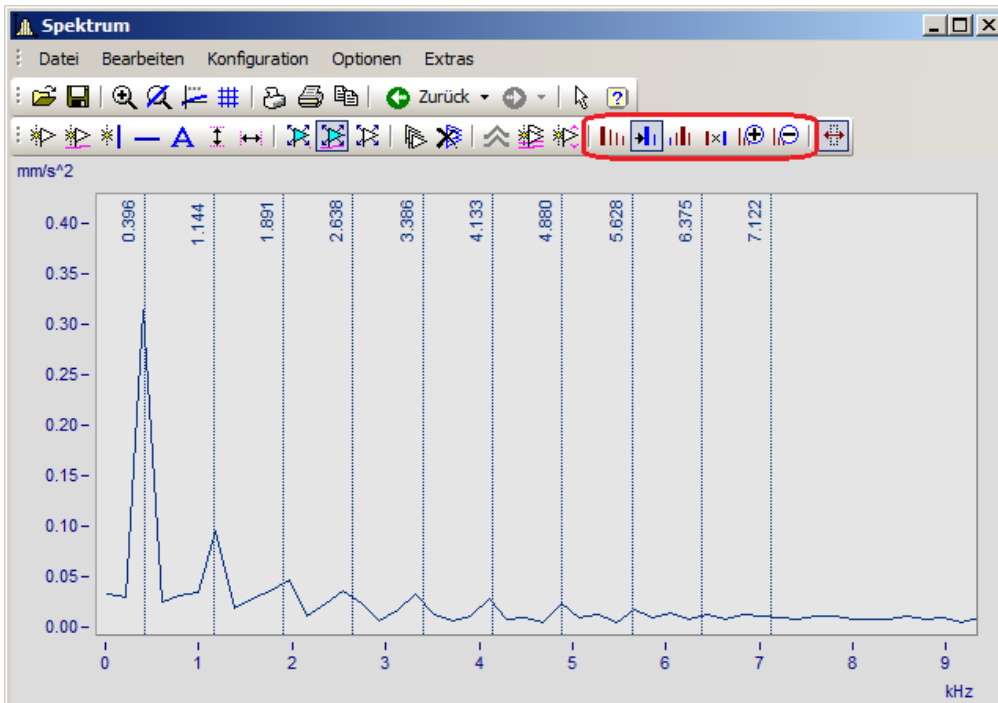 Spektrum
Datei Bearbeiten Konfiguration Optionen Extras
Zurück
mm/s^2
0.396 1.144 1.891 2.638 3.386 4.133 4.880 5.628 6.375 7.122
0.40
0.35
0.30
0.25
0.20
0.15
0.10
0.05
0.00
0 1 2 3 4 5 6 7 8 9
kHz